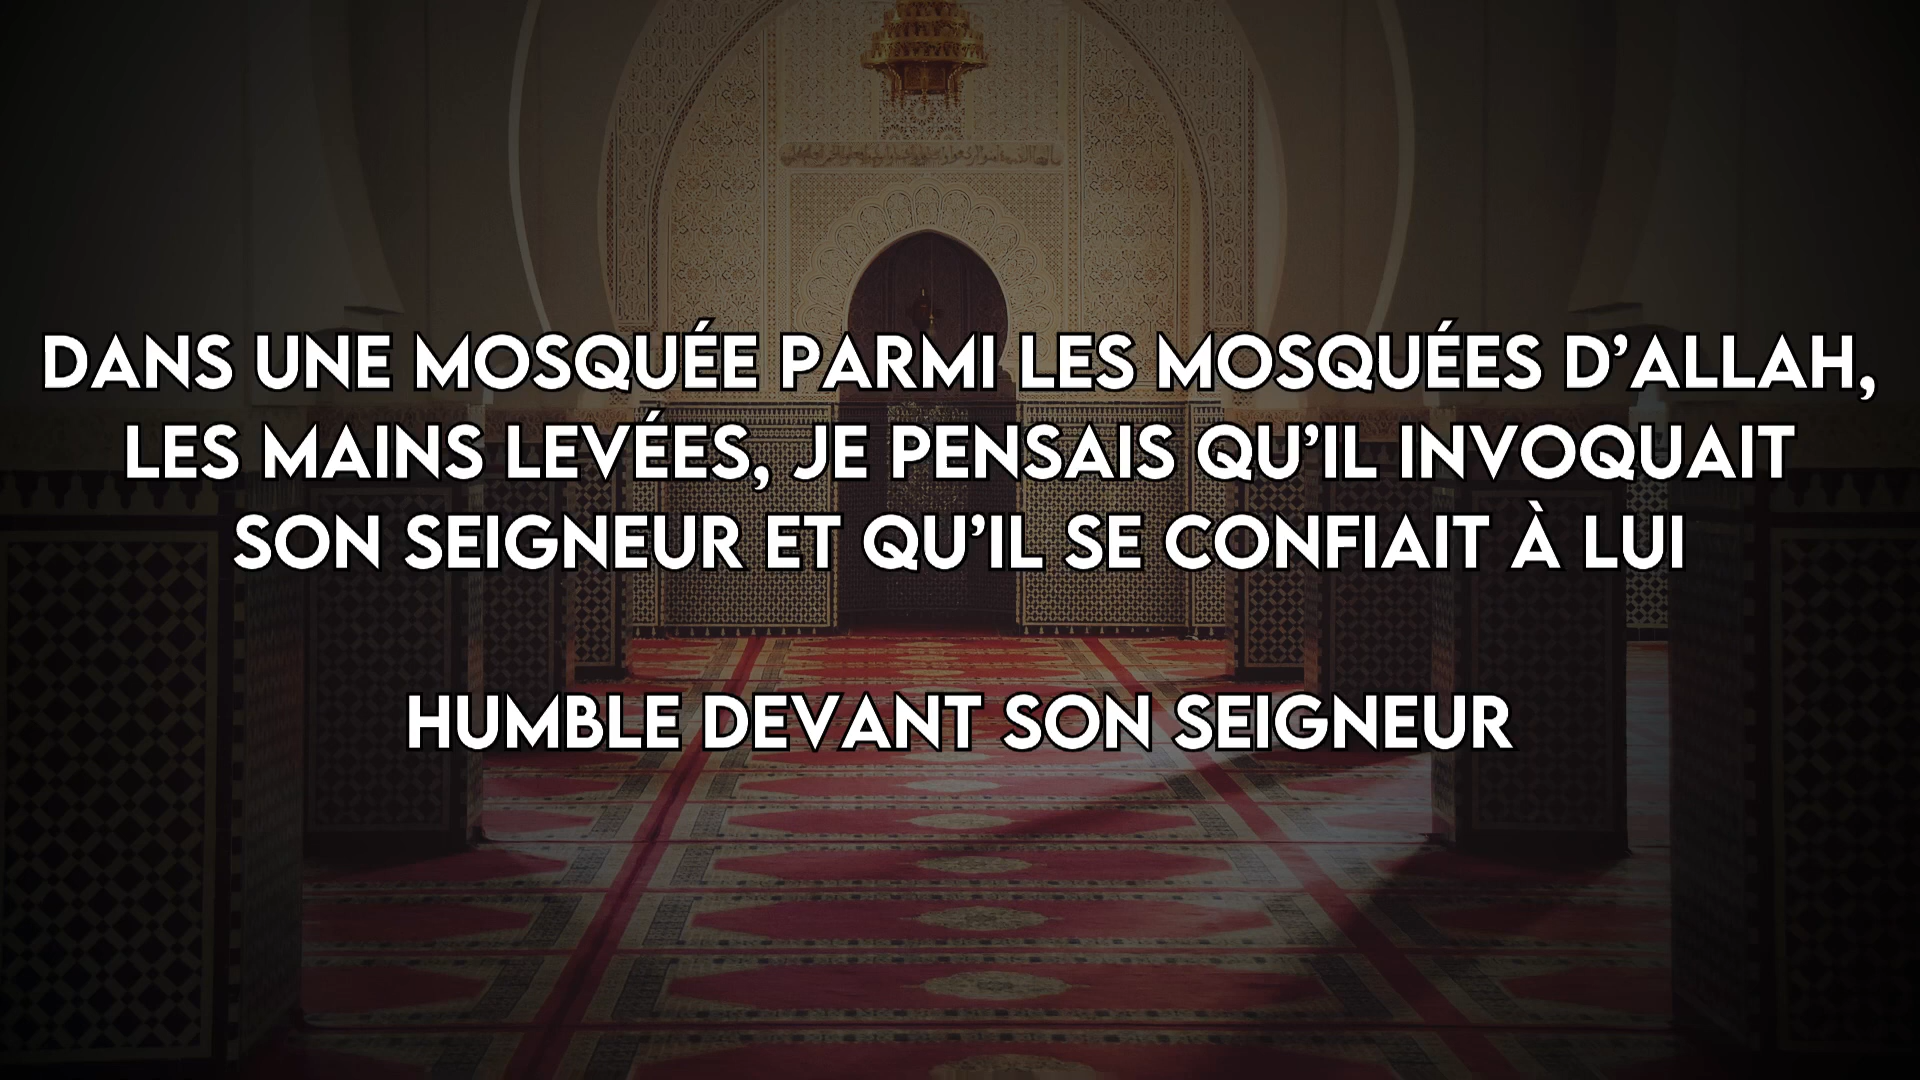 DANS UNE MOSQUÉE PARMI LES MOSQUÉES D’ALLAH,
LES MAINS LEVÉES, JE PENSAIS QU’IL INVOQUAIT
SON SEIGNEUR ET QU’IL SE CONFIAIT À LUI
HUMBLE DEVANT SON SEIGNEUR